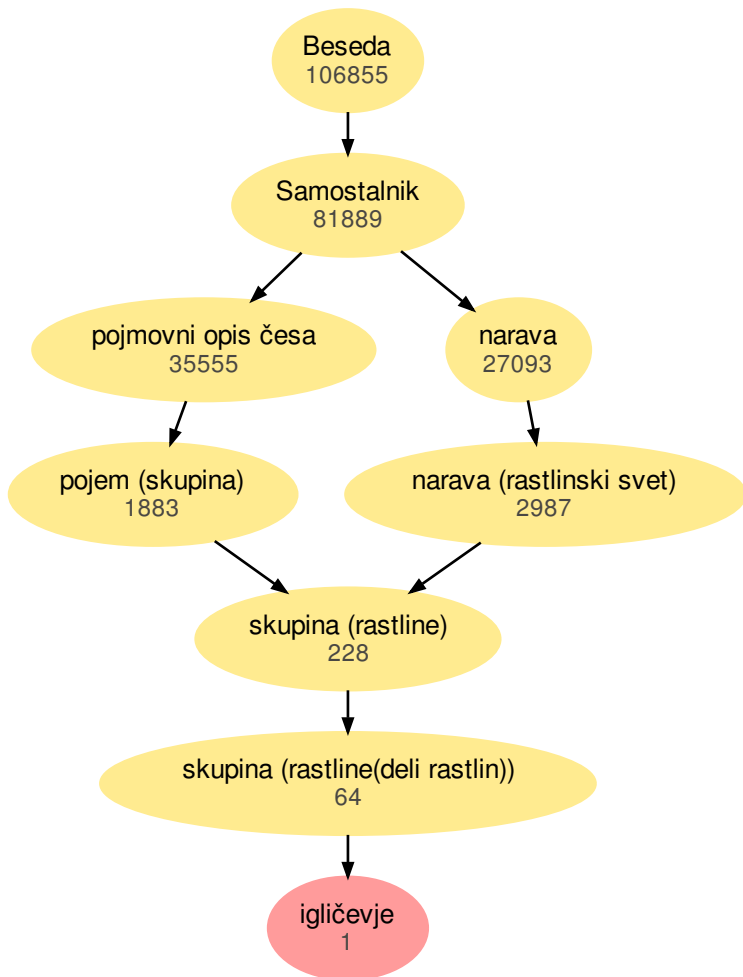 Beseda
106855
Samostalnik
81889
pojmovni opis česa
35555
narava
27093
pojem (skupina)
1883
narava (rastlinski svet)
2987
skupina (rastline)
228
skupina (rastline(deli rastlin))
64
igličevje
1